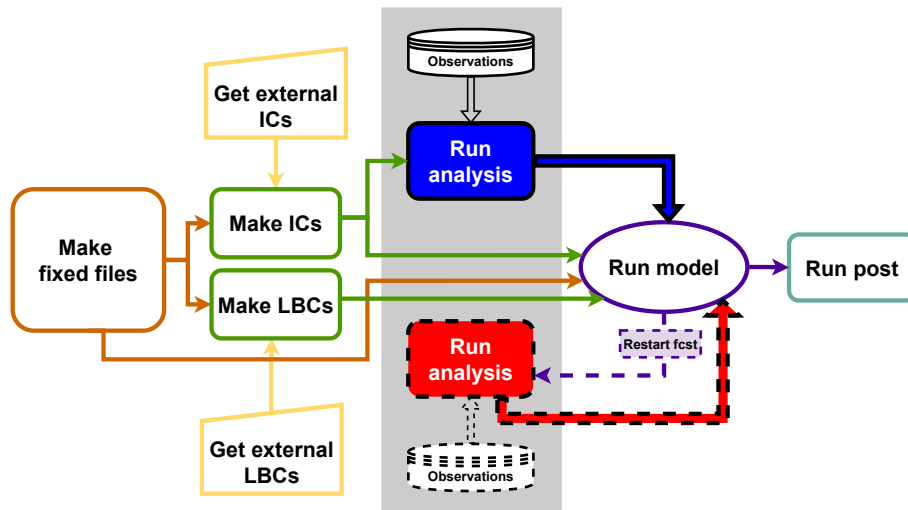 Observations
Get external
ICs
Run
analysis
Make
fixed files
Make ICs
Make LBCs
Run model
Run post
Restart fcst
Run
analysis
Get external
LBCs
Observations